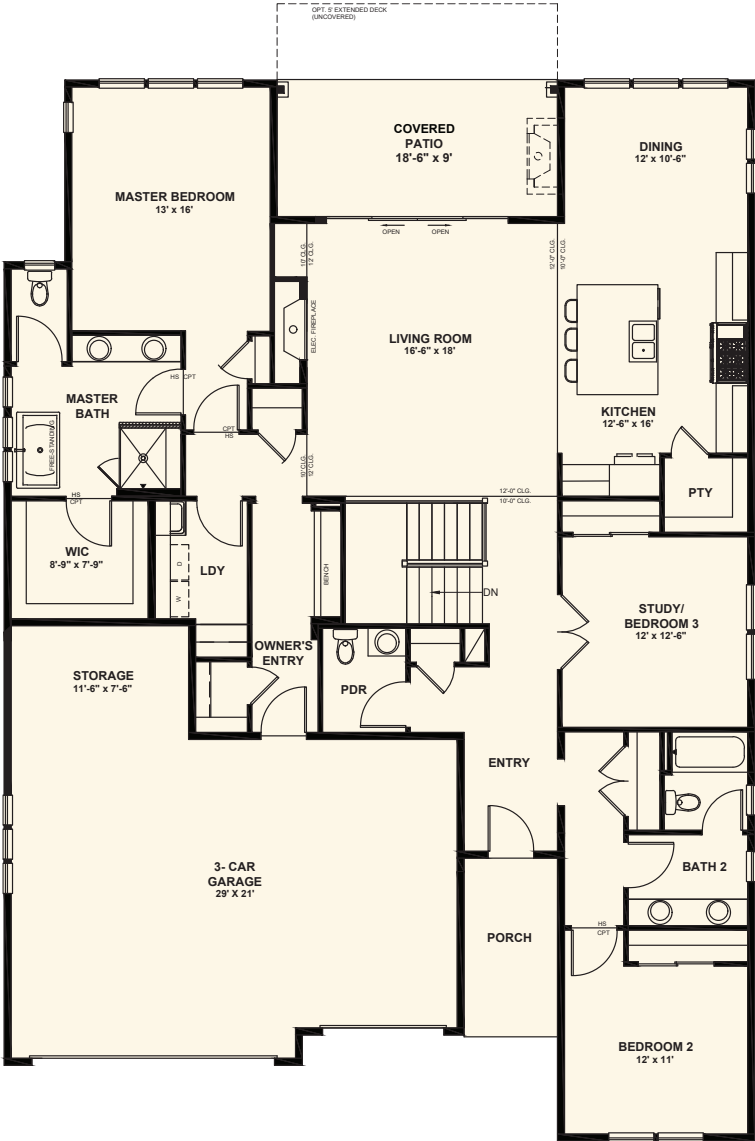 OPT. 5' EXTENDED DECK
(UNCOVERED)
COVERED
PATIO
18'-6" x 9'
DINING
12' x 10'-6"
MASTER BEDROOM
13' x 16'
OPEN
OPEN
10' CLG.
12' CLG.
12'-0" CLG.
10'-0" CLG.
ELEC. FIREPLACE
LIVING ROOM
16'-6" x 18'
HS
CPT
MASTER
BATH
FREE-STANDING
CPT
HS
KITCHEN
12'-6" x 16'
10' CLG.
12' CLG.
12'-0" CLG.
10'-0" CLG.
PTY
HS
CPT
WIC
8'-9" x 7'-9"
LDY
D
W
BENCH
DN
STUDY/
BEDROOM 3
12' x 12'-6"
OWNER'S
ENTRY
STORAGE
11'-6" x 7'-6"
PDR
ENTRY
3- CAR
GARAGE
29' X 21'
BATH 2
PORCH
HS
CPT
BEDROOM 2
12' x 11'